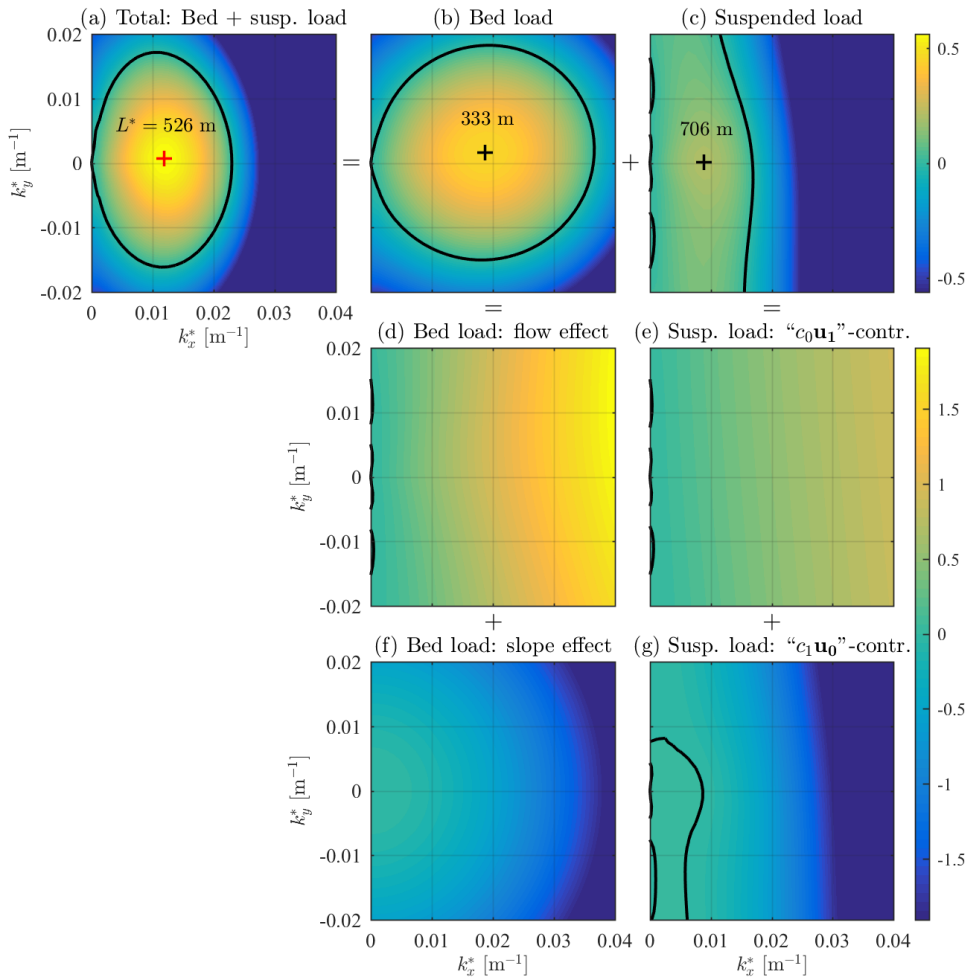 (a) Total: Bed + susp. load
(b) Bed load
(c) Suspended load
0.02
0.01
0
-0.01
-0.02
k*y [m−1]
L* = 526 m
=
333 m
+
706 m
0.5
0
-0.5
0 0.01 0.02 0.03 0.04
k*x [m−1]
= =
(d) Bed load: flow effect
(e) Susp. load: “c0u1”-contr.
0.02
0.01
0
-0.01
-0.02
k*y [m−1]
+ +
(f) Bed load: slope effect
(g) Susp. load: “c1u0”-contr.
0.02
0.01
0
-0.01
-0.02
k*y [m−1]
0 0.01 0.02 0.03 0.04
k*x [m−1]
0 0.01 0.02 0.03 0.04
k*x [m−1]
1.5
1
0.5
0
-0.5
-1
-1.5